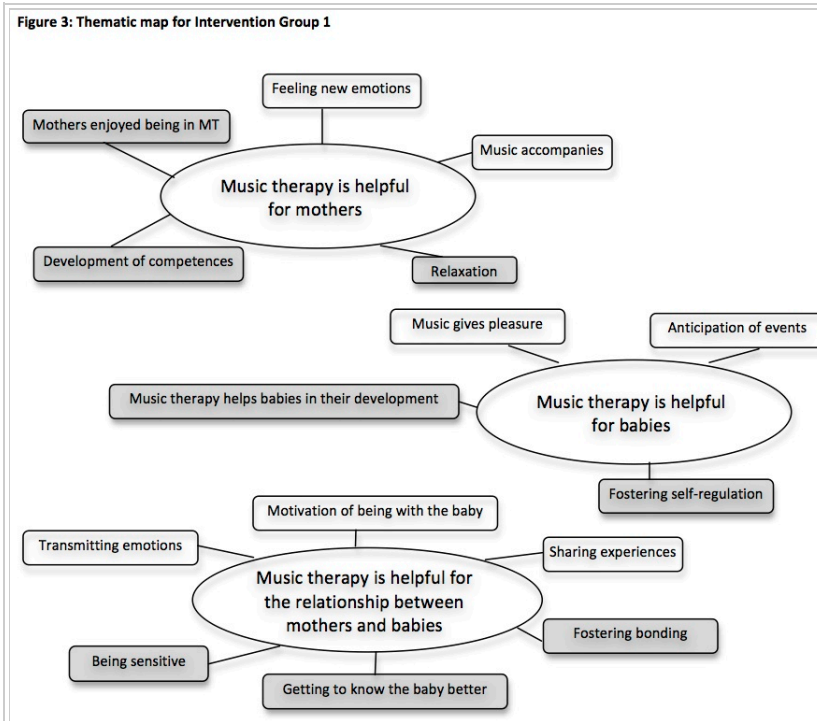 Figure 3: Thematic map for Intervention Group 1
Feeling new emotions
Mothers enjoyed being in MT
Music accompanies
Music therapy is helpful
for mothers
Development of competences
Relaxation
Music gives pleasure
Anticipation of events
Music therapy helps babies in their development
Music therapy is helpful
for babies
Fostering self-regulation
Motivation of being with the baby
Transmitting emotions
Sharing experiences
Music therapy is helpful for
the relationship between
mothers and babies
Fostering bonding
Being sensitive
Getting to know the baby better